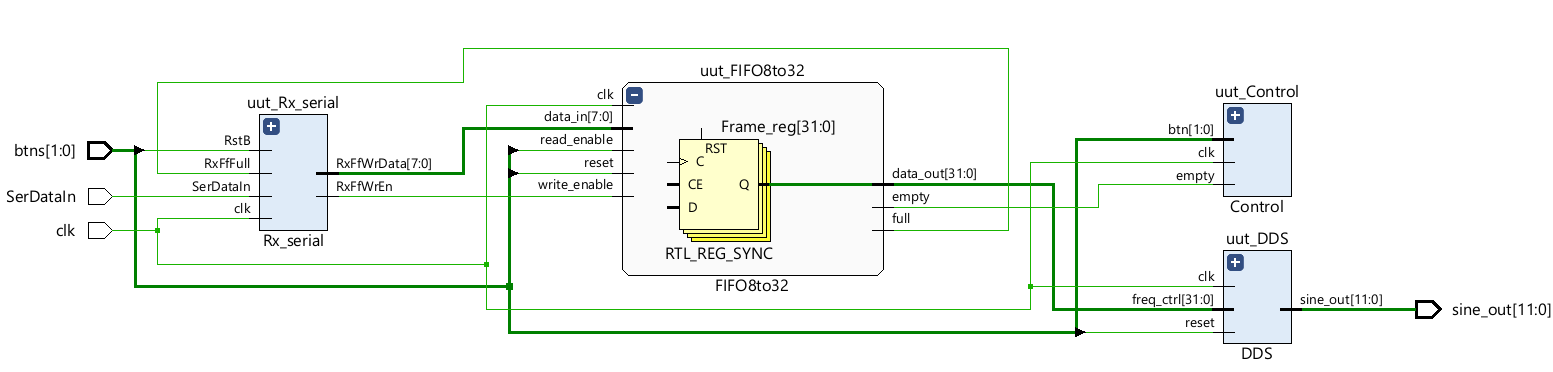 btns[1:0]
SerDataIn
clk
uut_Rx_serial
RstB
RxFfFull
SerDataIn
clk
RxFfWrData[7:0]
RxFfWrEn
Rx_serial
uut_FIFO8to32
clk
data_in[7:0]
read_enable
reset
write_enable
Frame_reg[31:0]
RST
C
CE
Q
D
RTL_REG_SYNC
data_out[31:0]
empty
full
FIFO8to32
uut_Control
btn[1:0]
clk
empty
Control
uut_DDS
clk
freq_ctrl[31:0]
reset
sine_out[11:0]
DDS
sine_out[11:0]